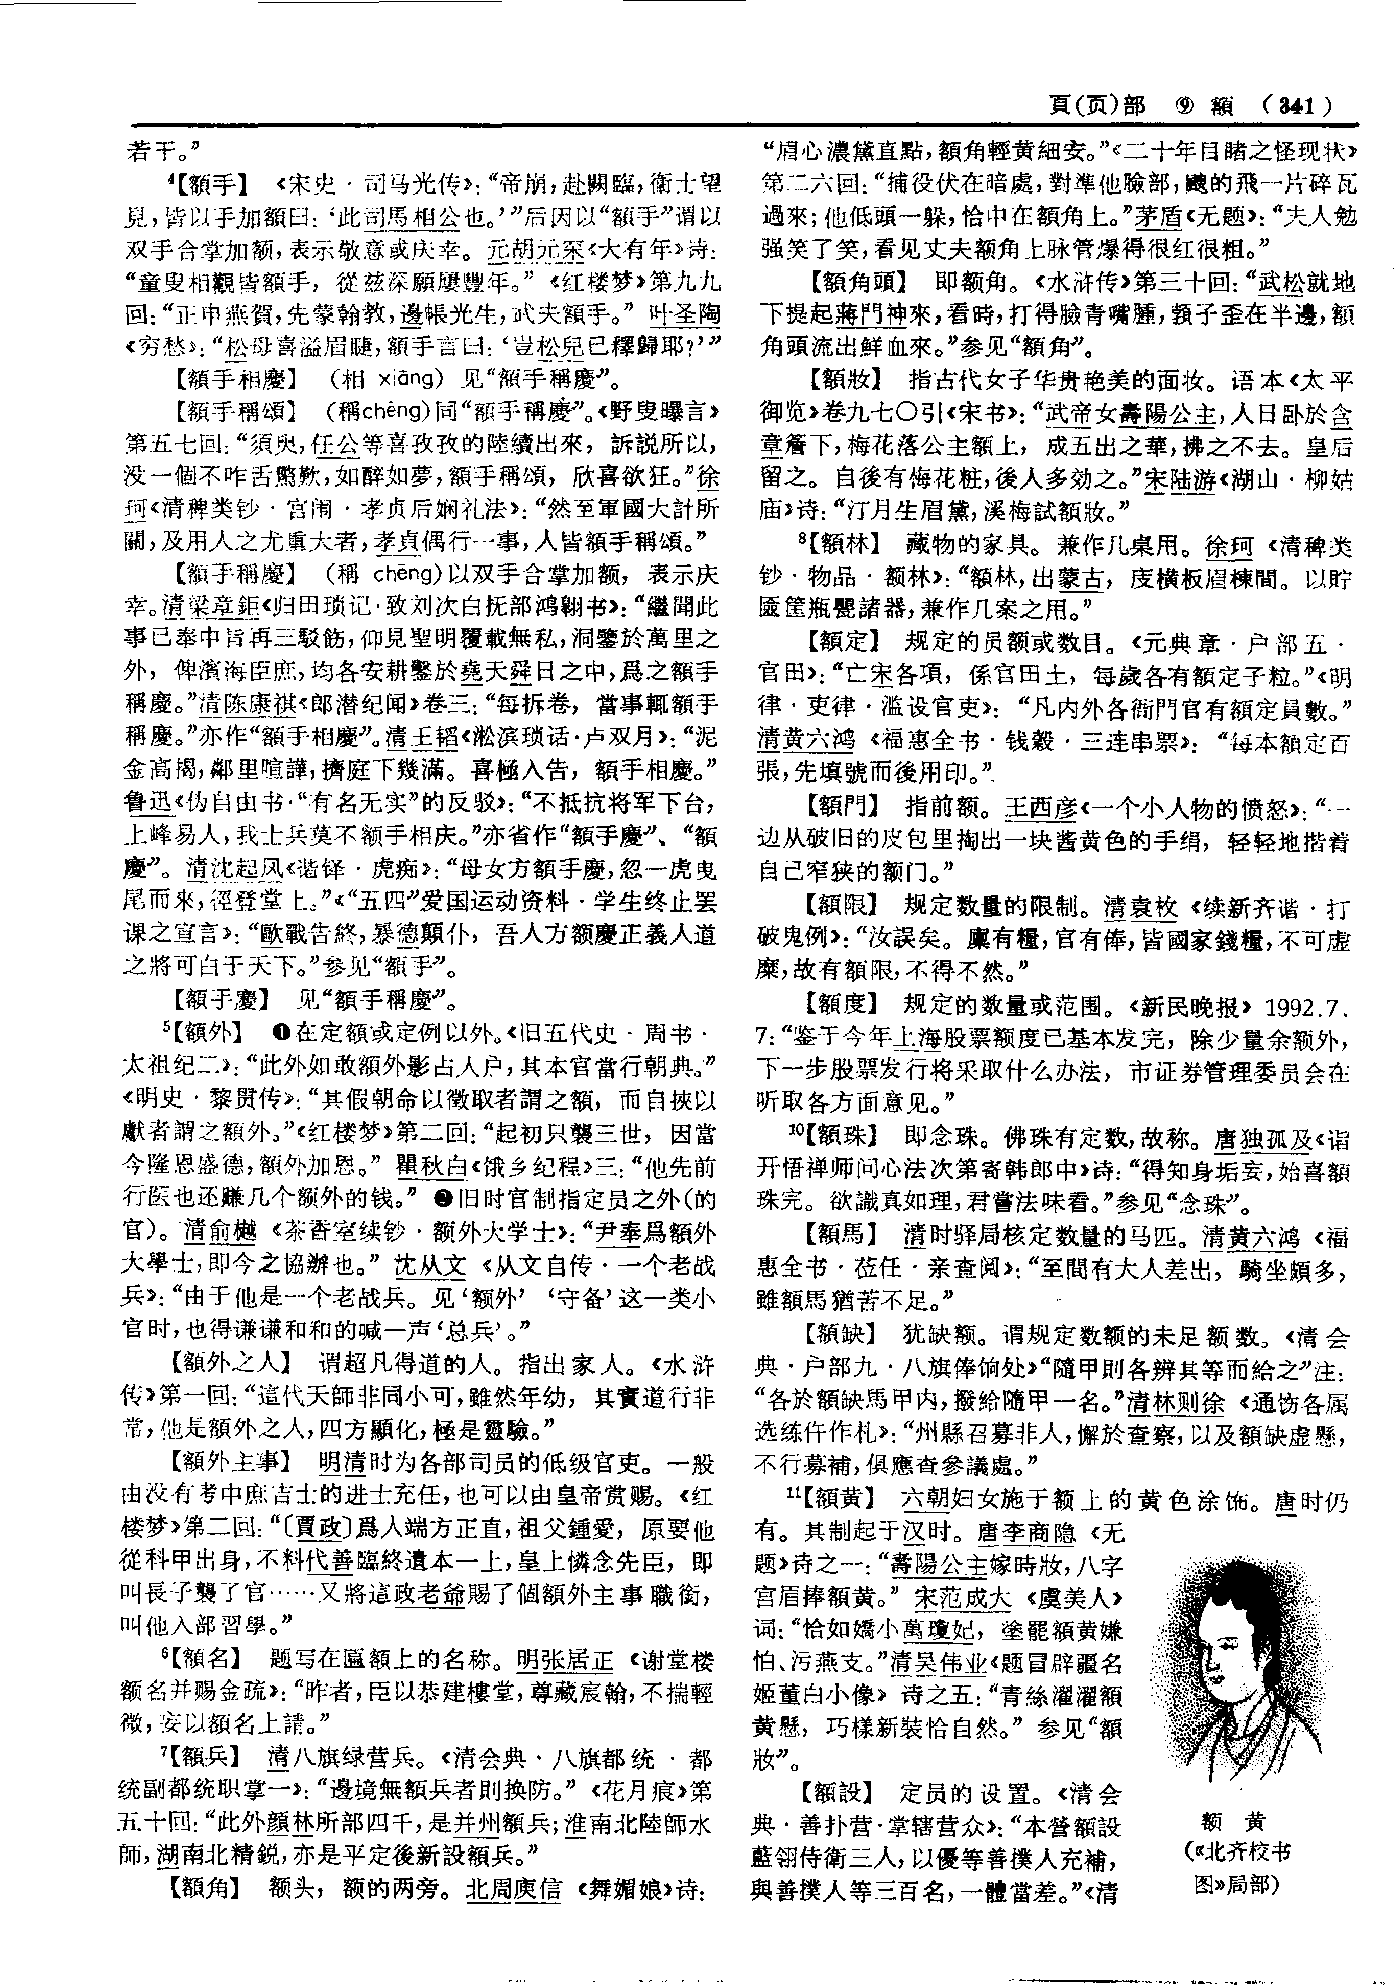 頁(页)部 ⑨ 額 (341)
若干。”
4【額手】 《宋史·司马光传》：“帝崩，赴闕臨，衛士望
見，皆以手加額曰：‘此司馬相公也。’”后因以“額手”谓以
双手合掌加额，表示敬意或庆幸。元胡元采《大有年》诗：
“童叟相觀皆額手，從兹深願屢豐年。”《红楼梦》第九九
回：“正申燕賀，先蒙翰教，邊帳光生，武夫額手。”叶圣陶
《穷愁》：“松母喜溢眉睫，額手言曰：‘豈松兒已釋歸耶？’”
【額手相慶】 （相 xiāng）见“額手稱慶”。
【額手稱頌】 （稱chēng）同“額手稱慶”。《野叟曝言》
第五七回：“須臾，任公等喜孜孜的陸續出來，訴説所以，
没一個不咋舌驚歎，如醉如夢，額手稱頌，欣喜欲狂。”徐
珂《清稗类钞·宫闱·孝贞后娴礼法》：“然至軍國大計所
關，及用人之尤重大者，孝貞偶行一事，人皆額手稱頌。”
【額手稱慶】 （稱 chēng）以双手合掌加额，表示庆
幸。清梁章鉅《归田琐记·致刘次白抚部鸿翱书》：“繼聞此
事已奉中旨再三駁飭，仰見聖明覆載無私，洞鑒於萬里之
外，俾濱海臣庶，均各安耕鑿於堯天舜日之中，爲之額手
稱慶。”清陈康祺《郎潜纪闻》卷三：“每拆卷，當事輒額手
稱慶。”亦作“額手相慶”。清王韬《淞滨琐话·卢双月》：“泥
金高揭，鄰里喧譁，擠庭下幾滿。喜極入告，額手相慶。”
鲁迅《伪自由书·“有名无实”的反驳》：“不抵抗将军下台，
上峰易人，我士兵莫不额手相庆。”亦省作“額手慶”、“額
慶”。清沈起凤《谐铎·虎痴》：“母女方額手慶，忽一虎曳
尾而来，徑登堂上。”《“五四”爱国运动资料·学生终止罢
课之宣言》：“歐戰告終，暴德顛仆，吾人方額慶正義人道
之將可白于天下。”参见“額手”。
【額手慶】 见“額手稱慶”。
5【額外】 ❶在定額或定例以外。《旧五代史·周书·
太祖纪二》：“此外如敢額外影占人户，其本官當行朝典。”
《明史·黎贯传》：“其假朝命以徵取者謂之額，而自挾以
獻者謂之額外。”《红楼梦》第二回：“起初只襲三世，因當
今隆恩盛德，額外加恩。”瞿秋白《饿乡纪程》三：“他先前
行医也还赚几个额外的钱。”❷旧时官制指定员之外（的
官）。清俞樾《茶香室续钞·额外大学士》：“尹奉爲額外
大學士，即今之協辦也。”沈从文《从文自传·一个老战
兵》：“由于他是一个老战兵。见‘额外’‘守备’这一类小
官时，也得谦谦和和的喊一声‘总兵’。”
【額外之人】 谓超凡得道的人。指出家人。《水浒
传》第一回：“這代天師非同小可，雖然年幼，其實道行非
常，他是額外之人，四方顯化，極是靈驗。”
【額外主事】 明清时为各部司员的低级官吏。一般
由没有考中庶吉士的进士充任，也可以由皇帝赏赐。《红
楼梦》第二回：“〔賈政〕爲人端方正直，祖父鍾愛，原要他
從科甲出身，不料代善臨終遺本一上，皇上憐念先臣，即
叫長子襲了官……又將這政老爺賜了個額外主事職銜，
叫他入部習學。”
6【額名】 题写在匾额上的名称。明张居正《谢堂楼
额名并赐金疏》：“昨者，臣以恭建樓堂，尊藏宸翰，不揣輕
微，妄以額名上請。”
7【額兵】 清八旗绿营兵。《清会典·八旗都统·都
统副都统职掌一》：“邊境無額兵者則换防。”《花月痕》第
五十回：“此外顔林所部四千，是并州額兵；淮南北陸師水
師，湖南北精鋭，亦是平定後新設額兵。”
【額角】 额头，额的两旁。北周庾信《舞媚娘》诗：
“眉心濃黛直點，額角輕黄細安。”《二十年目睹之怪现状》
第二六回：“捕役伏在暗處，對準他臉部，颼的飛一片碎瓦
過來；他低頭一躲，恰中在額角上。”茅盾《无题》：“夫人勉
强笑了笑，看见丈夫额角上脉管爆得很红很粗。”
【額角頭】 即额角。《水浒传》第三十回：“武松就地
下提起蔣門神來，看時，打得臉青嘴腫，頸子歪在半邊，額
角頭流出鮮血來。”参见“額角”。
【額妝】 指古代女子华贵艳美的面妆。语本《太平
御览》卷九七〇引《宋书》：“武帝女壽陽公主，人日卧於含
章簷下，梅花落公主額上，成五出之華，拂之不去。皇后
留之。自後有梅花粧，後人多効之。”宋陆游《湖山·柳姑
庙》诗：“汀月生眉黛，溪梅試額妝。”
8【額林】 藏物的家具。兼作几桌用。徐珂《清稗类
钞·物品·额林》：“額林，出蒙古，庋横板眉棟間。以貯
匳筐瓶甖諸器，兼作几案之用。”
【額定】 规定的员额或数目。《元典章·户部五·
官田》：“亡宋各項，係官田土，每歲各有額定子粒。”《明
律·吏律·滥设官吏》：“凡内外各衙門官有額定員數。”
清黄六鸿《福惠全书·钱穀·三连串票》：“每本額定百
張，先填號而後用印。”
【額門】 指前额。王西彦《一个小人物的愤怒》：“一
边从破旧的皮包里掏出一块酱黄色的手绢，轻轻地揩着
自己窄狭的额门。”
【額限】 规定数量的限制。清袁枚《续新齐谐·打
破鬼例》：“汝誤矣。廪有糧，官有俸，皆國家錢糧，不可虚
糜，故有額限，不得不然。”
【額度】 规定的数量或范围。《新民晚报》1992.7.
7：“鉴于今年上海股票额度已基本发完，除少量余额外，
下一步股票发行将采取什么办法，市证券管理委员会在
听取各方面意见。”
10【額珠】 即念珠。佛珠有定数，故称。唐独孤及《诣
开悟禅师问心法次第寄韩郎中》诗：“得知身垢妄，始喜額
珠完。欲識真如理，君嘗法味看。”参见“念珠”。
【額馬】 清时驿局核定数量的马匹。清黄六鸿《福
惠全书·莅任·亲查阅》：“至間有大人差出，騎坐頗多，
雖額馬猶苦不足。”
【額缺】 犹缺额。谓规定数额的未足额数。《清会
典·户部九·八旗俸饷处》“隨甲則各辨其等而給之”注：
“各於額缺馬甲内，撥給隨甲一名。”清林则徐《通饬各属
选练仵作札》：“州縣召募非人，懈於查察，以及額缺虚懸，
不行募補，俱應查參議處。”
11【額黄】 六朝妇女施于额上的黄色涂饰。唐时仍
有。其制起于汉时。唐李商隐《无
题》诗之一：“壽陽公主嫁時妝，八字
宫眉捧額黄。”宋范成大《虞美人》
词：“恰如嬌小萬瓊妃，塗罷額黄嫌
怕、污燕支。”清吴伟业《题冒辟疆名
姬董白小像》诗之五：“青絲濯濯額
黄懸，巧樣新裝恰自然。”参见“額
妝”。
【額設】 定员的设置。《清会
典·善扑营·掌辖营众》：“本營額設
藍翎侍衛三人，以優等善撲人充補，
與善撲人等三百名，一體當差。”《清
额 黄
（《北齐校书
图》局部）